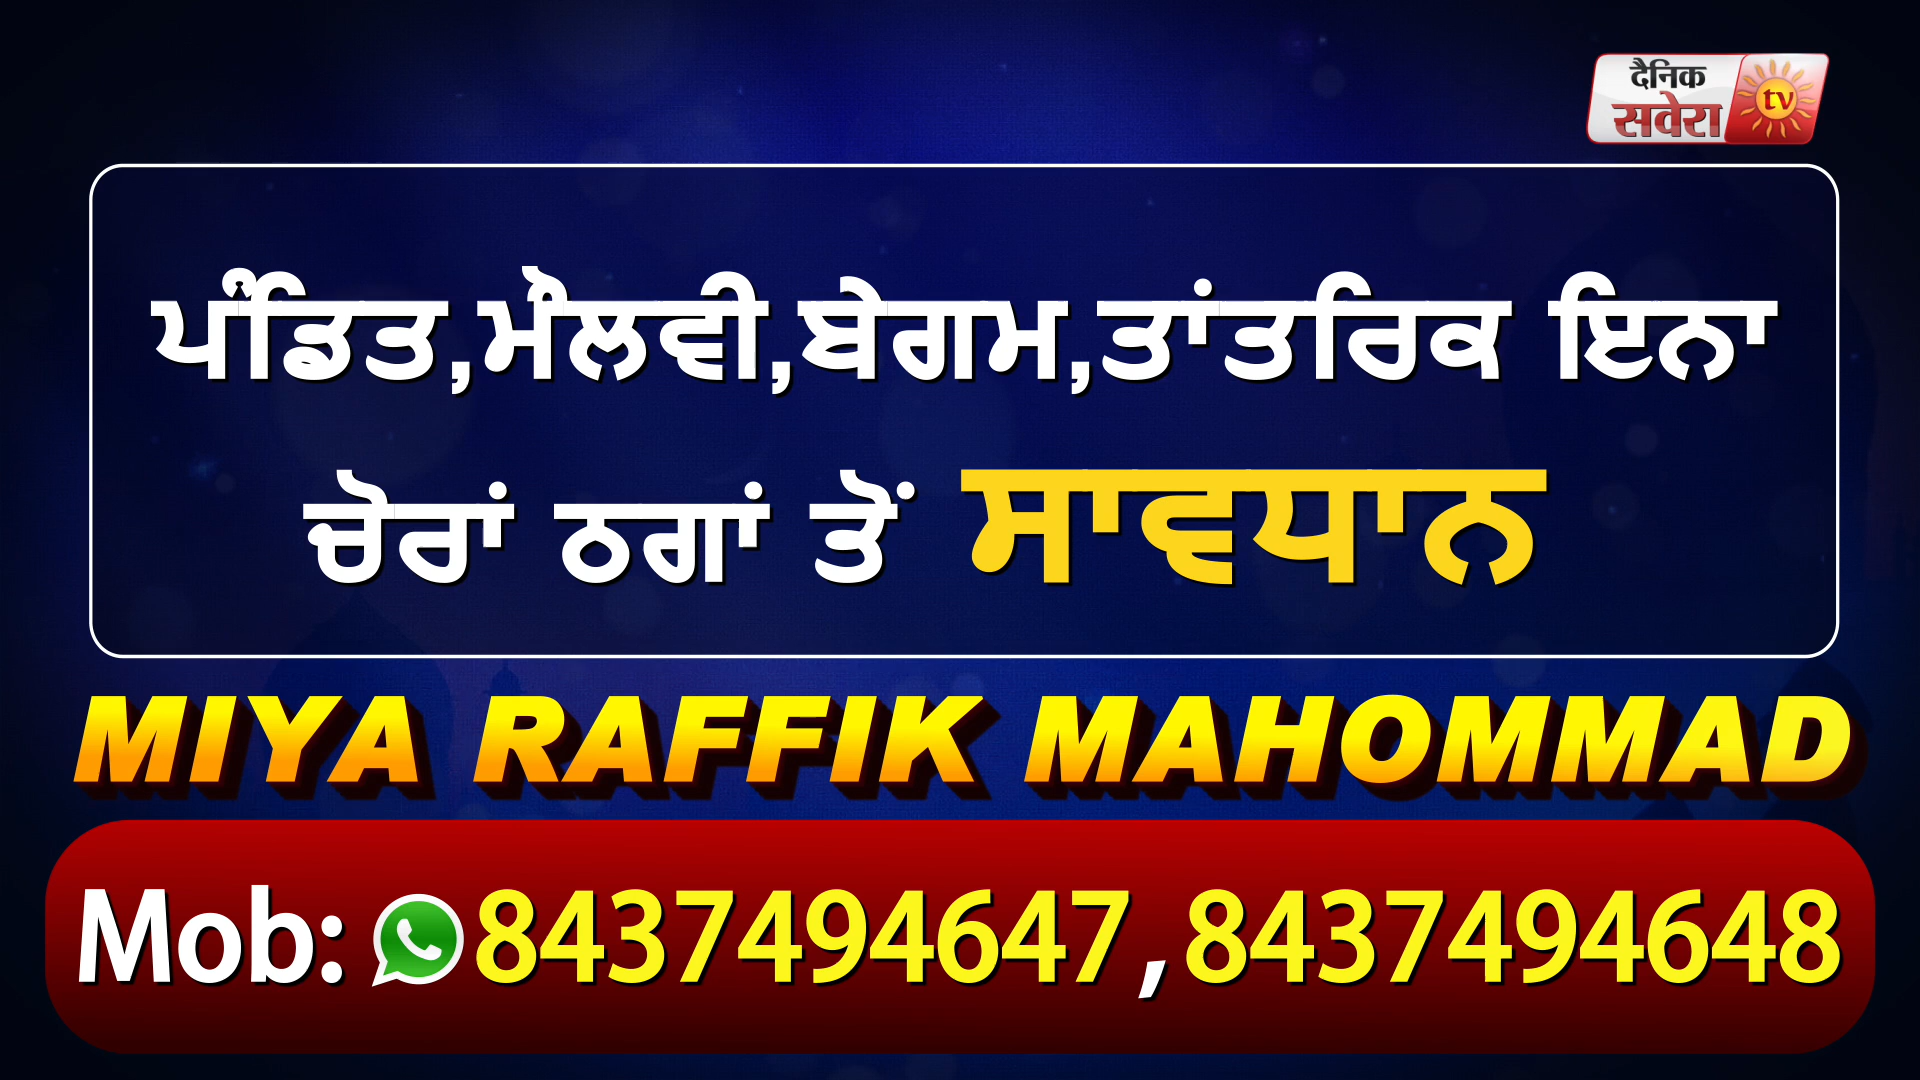 दैनिक
सवेरा tv
ਪੰਡਿਤ,ਮੌਲਵੀ,ਬੇਗਮ,ਤਾਂਤਰਿਕ ਇਨਾ
ਚੋਰਾਂ ਠਗਾਂ ਤੋਂ ਸਾਵਧਾਨ
MIYA RAFFIK MAHOMMAD
Mob: 8437494647, 8437494648